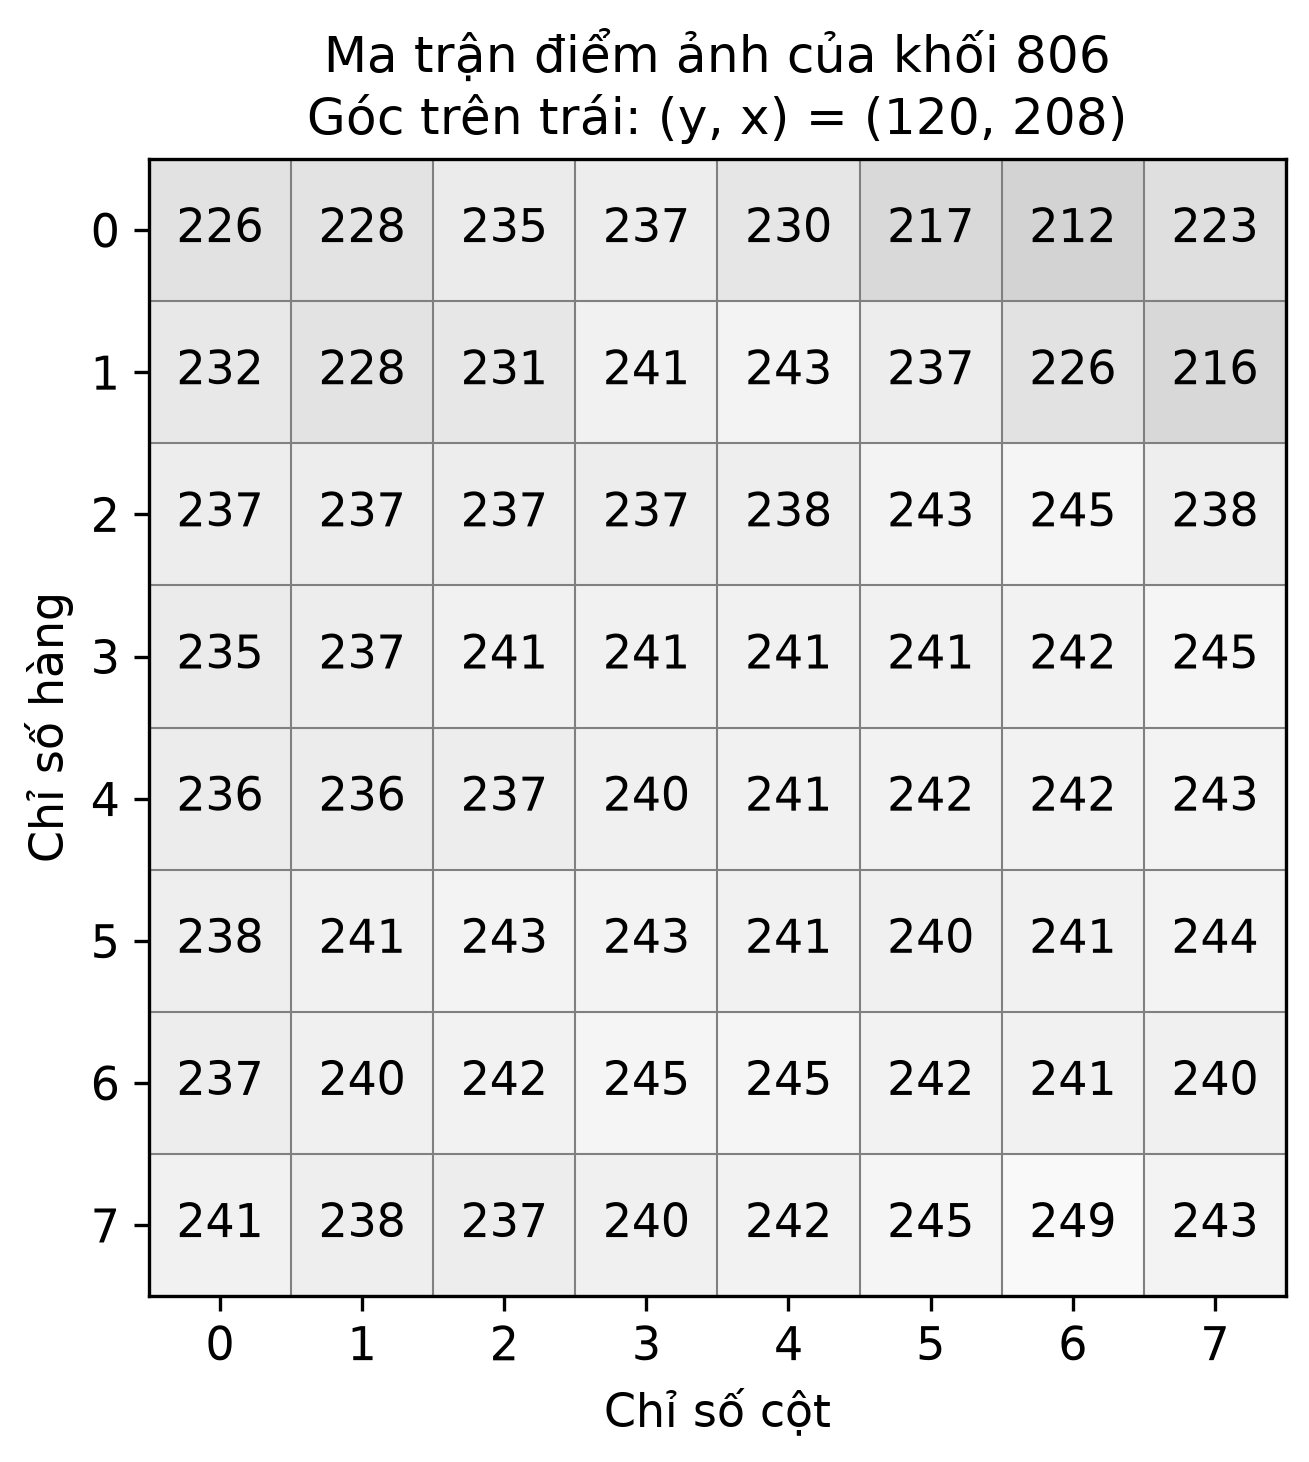 Ma trận điểm ảnh của khối 806
Góc trên trái: (y, x) = (120, 208)
0 226 228 235 237 230 217 212 223
1 232 228 231 241 243 237 226 216
2 237 237 237 237 238 243 245 238
3 235 237 241 241 241 241 242 245
4 236 236 237 240 241 242 242 243
5 238 241 243 243 241 240 241 244
6 237 240 242 245 245 242 241 240
7 241 238 237 240 242 245 249 243
0 1 2 3 4 5 6 7
Chỉ số cột
Chỉ số hàng